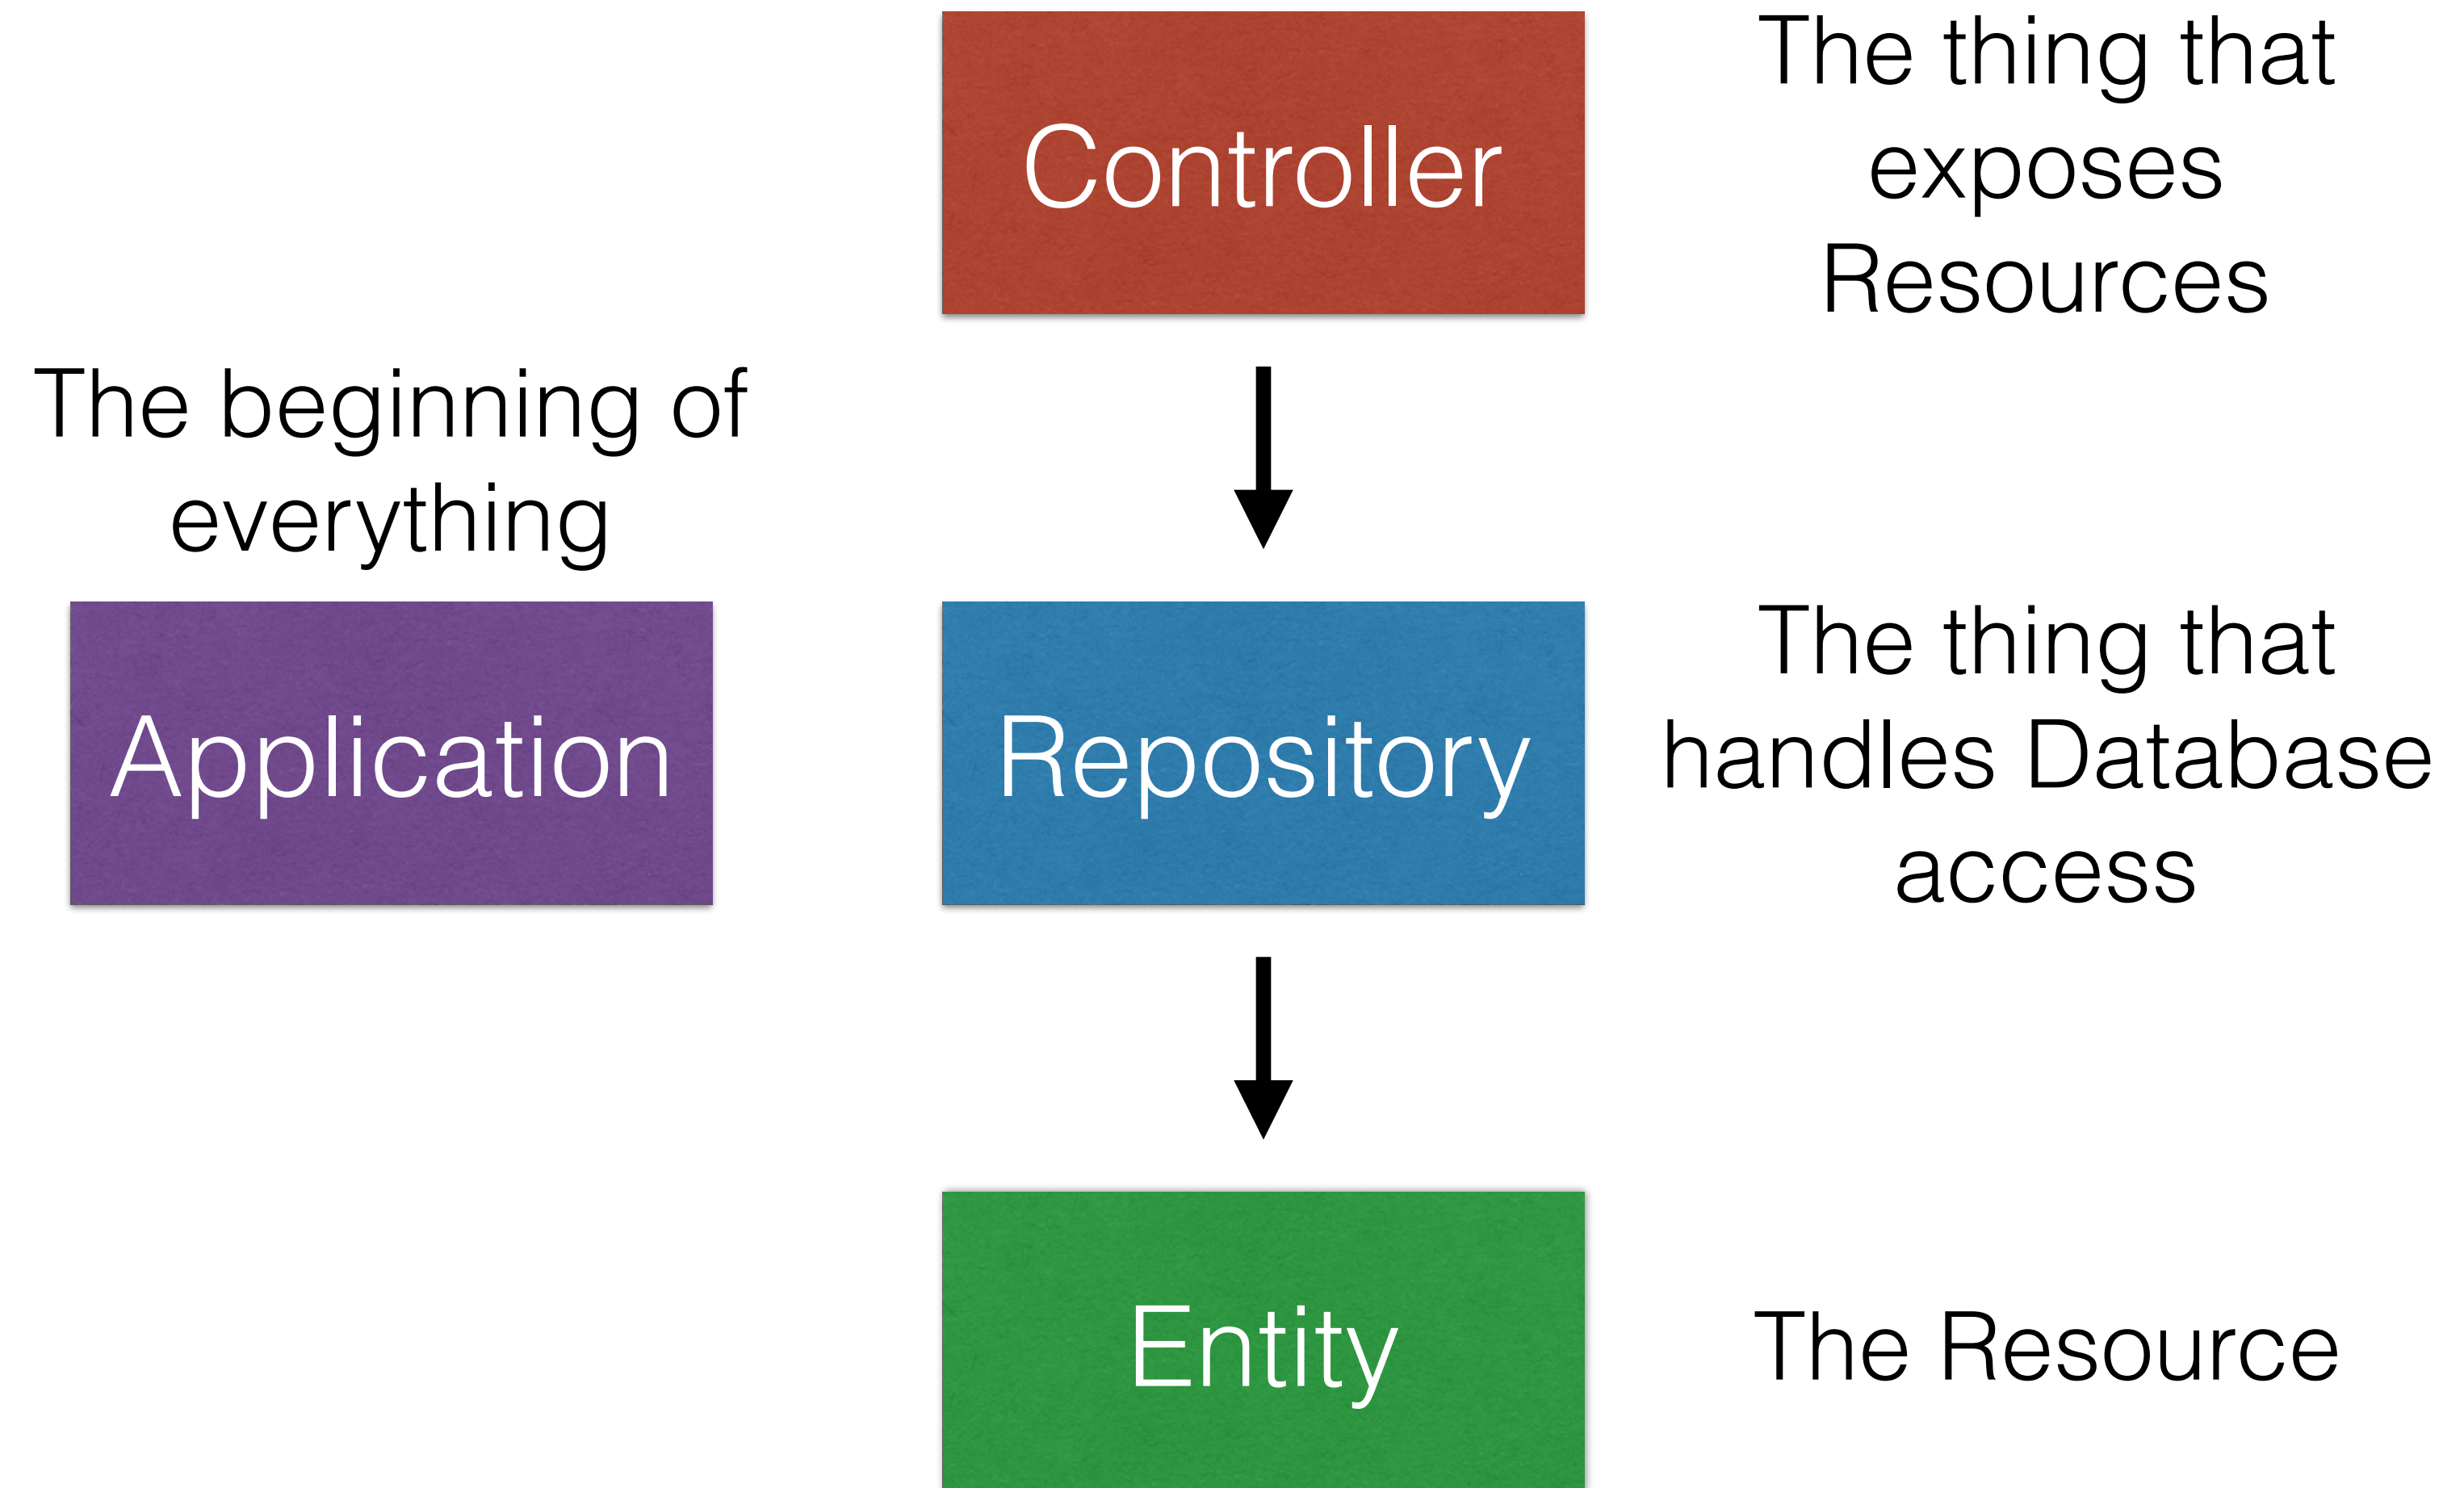 Controller
The thing that
exposes
Resources
The beginning of
everything
Application
Repository
The thing that
handles Database
access
Entity
The Resource